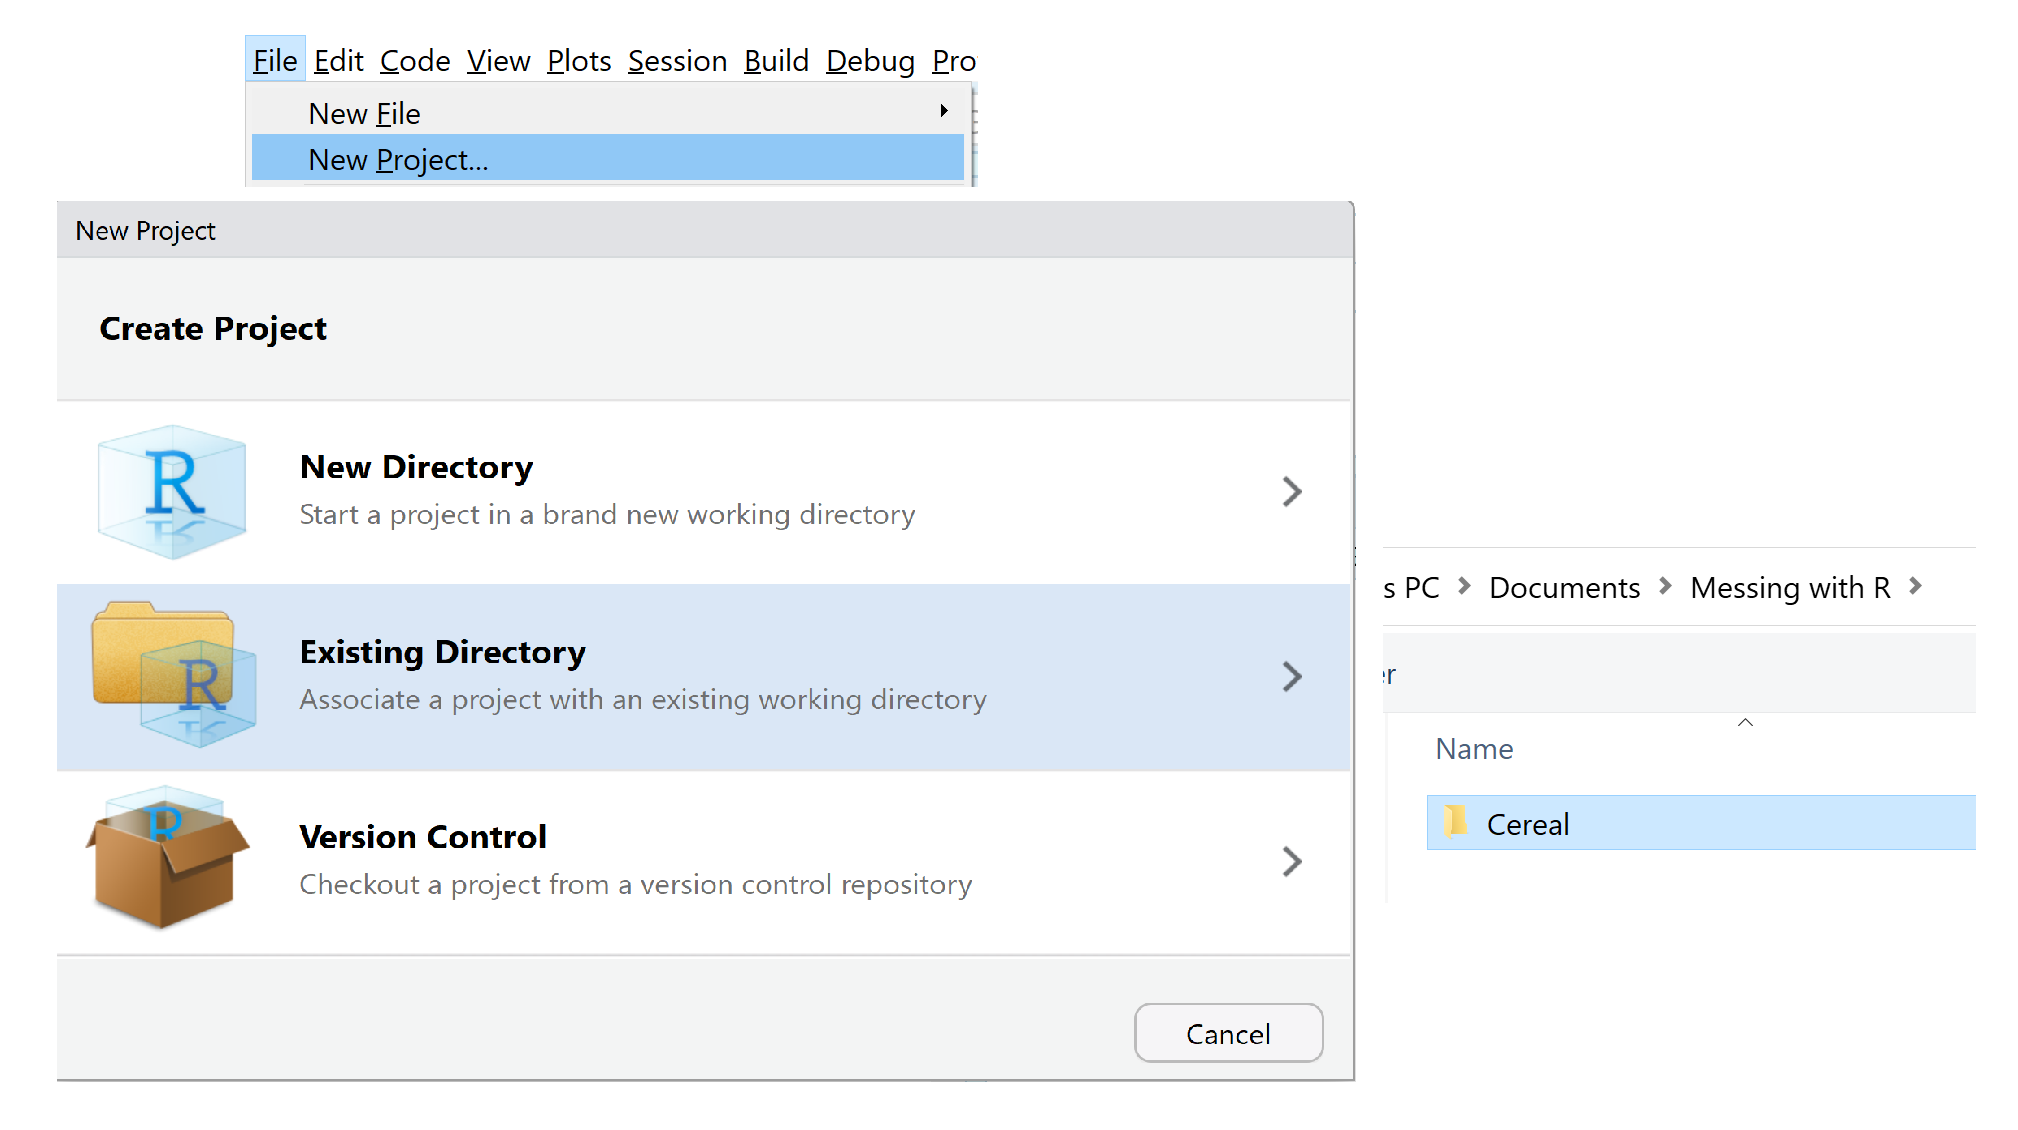 File Edit Code View Plots Session Build Debug Pro
New File
New Project...
New Project
Create Project
R
New Directory
Start a project in a brand new working directory
R
Existing Directory
Associate a project with an existing working directory
R
Version Control
Checkout a project from a version control repository
Cancel
s PC > Documents > Messing with R >
er
Name
Cereal